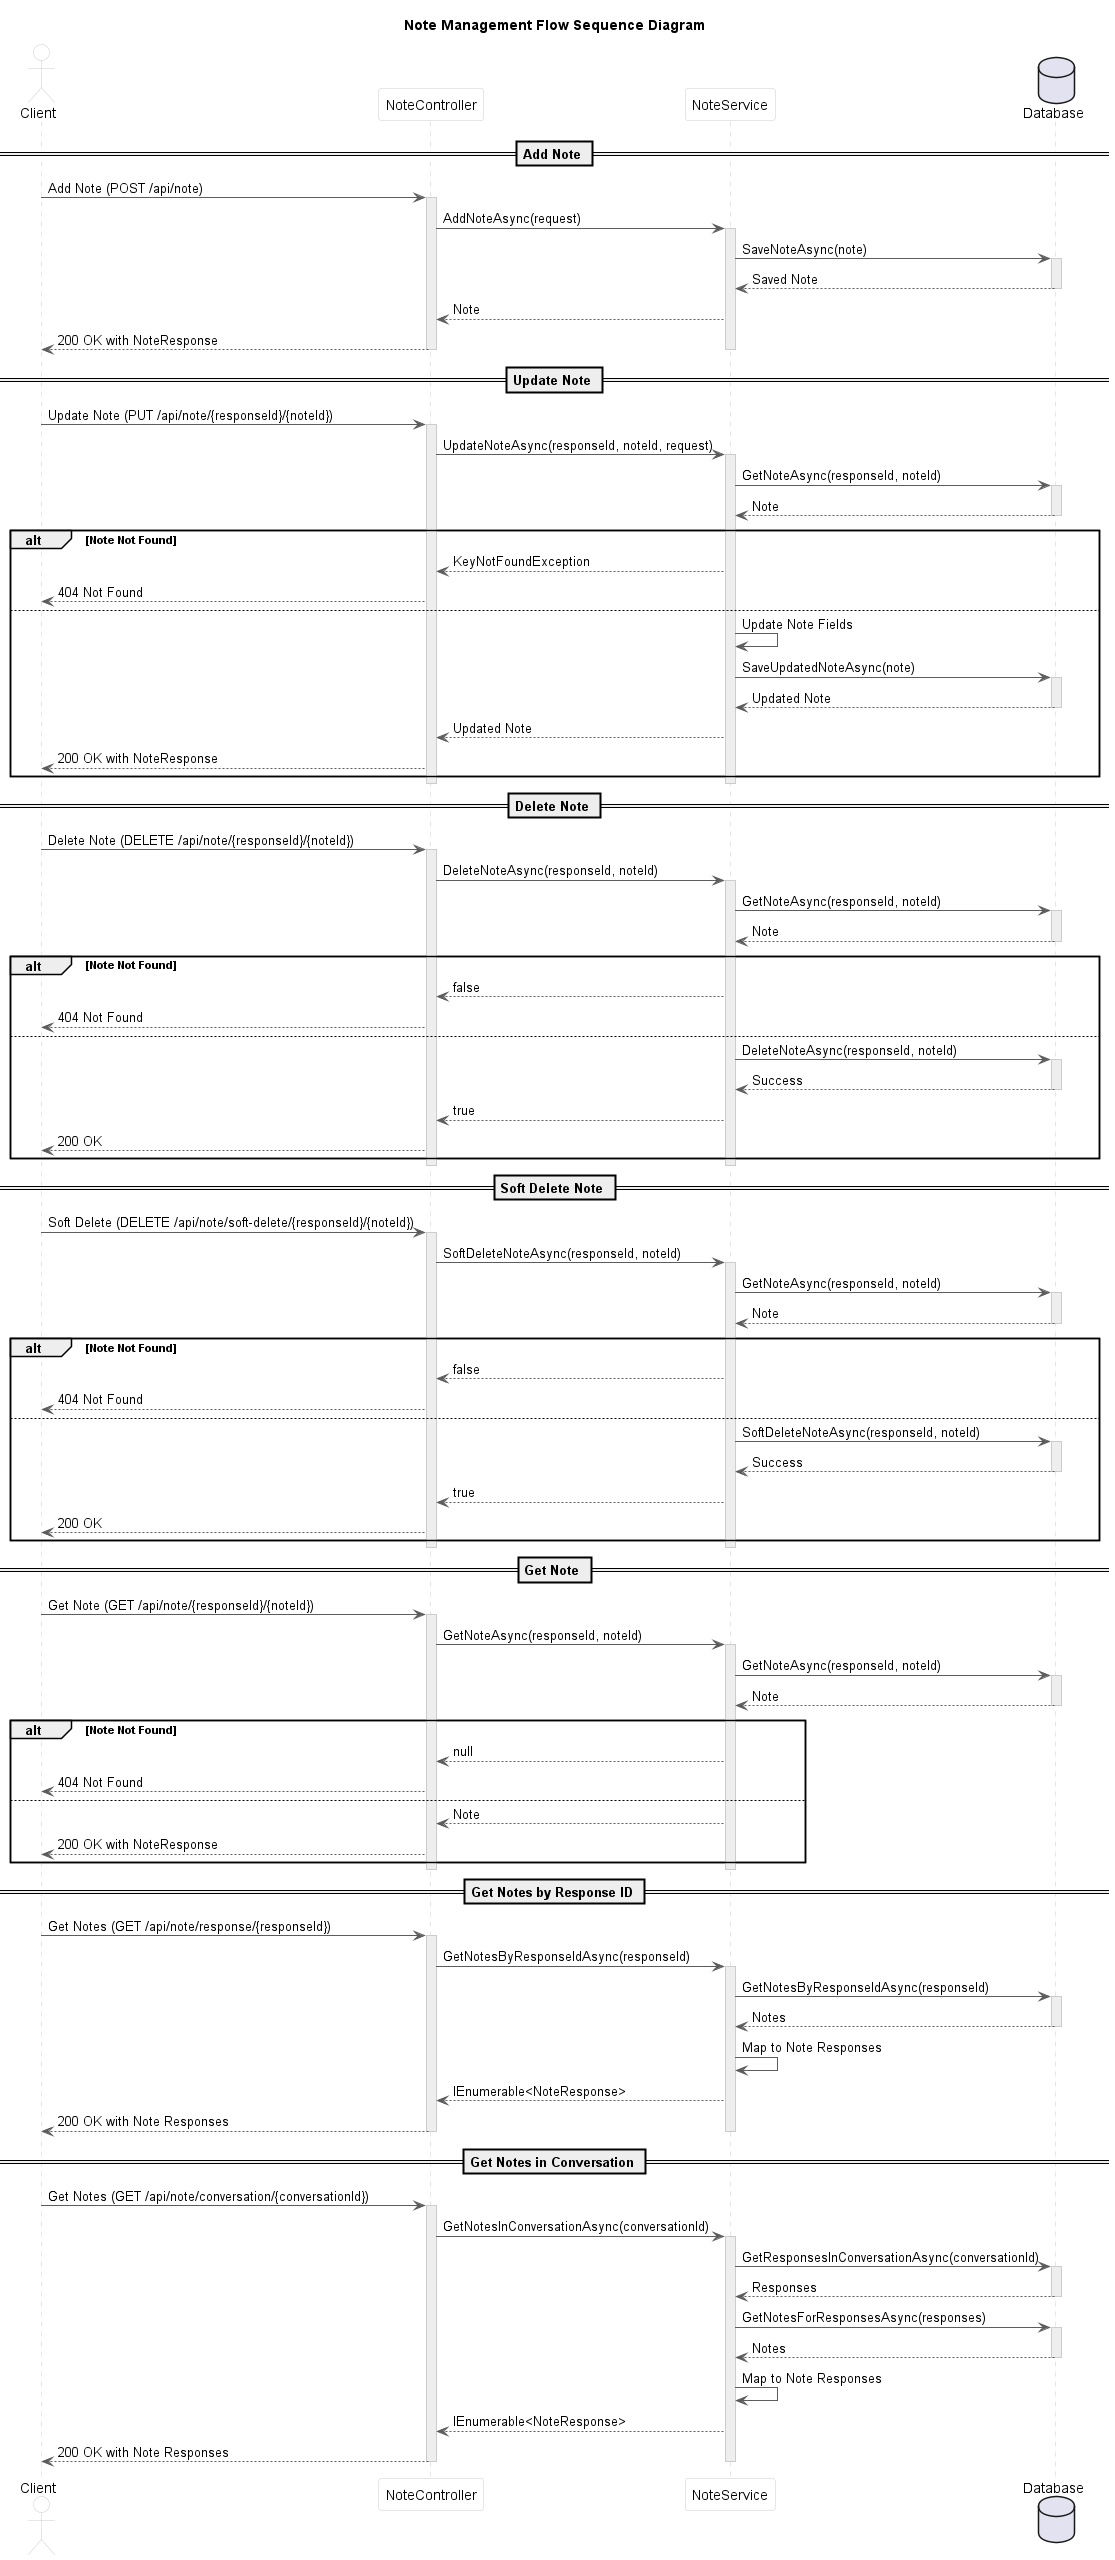 Note Management Flow Sequence Diagram
Client
NoteController
NoteService
Database
Add Note
Add Note (POST /api/note)
AddNoteAsync(request)
SaveNoteAsync(note)
Saved Note
Note
200 OK with NoteResponse
Update Note
Update Note (PUT /api/note/{responseId}/{noteId})
UpdateNoteAsync(responseId, noteId, request)
GetNoteAsync(responseId, noteId)
Note
alt [Note Not Found]
KeyNotFoundException
404 Not Found
Update Note Fields
SaveUpdatedNoteAsync(note)
Updated Note
Updated Note
200 OK with NoteResponse
Delete Note
Delete Note (DELETE /api/note/{responseId}/{noteId})
DeleteNoteAsync(responseId, noteId)
GetNoteAsync(responseId, noteId)
Note
alt [Note Not Found]
false
404 Not Found
DeleteNoteAsync(responseId, noteId)
Success
true
200 OK
Soft Delete Note
Soft Delete (DELETE /api/note/soft-delete/{responseId}/{noteId})
SoftDeleteNoteAsync(responseId, noteId)
GetNoteAsync(responseId, noteId)
Note
alt [Note Not Found]
false
404 Not Found
SoftDeleteNoteAsync(responseId, noteId)
Success
true
200 OK
Get Note
Get Note (GET /api/note/{responseId}/{noteId})
GetNoteAsync(responseId, noteId)
GetNoteAsync(responseId, noteId)
Note
alt [Note Not Found]
null
404 Not Found
Note
200 OK with NoteResponse
Get Notes by Response ID
Get Notes (GET /api/note/response/{responseId})
GetNotesByResponseIdAsync(responseId)
GetNotesByResponseIdAsync(responseId)
Notes
Map to Note Responses
IEnumerable<NoteResponse>
200 OK with Note Responses
Get Notes in Conversation
Get Notes (GET /api/note/conversation/{conversationId})
GetNotesInConversationAsync(conversationId)
GetResponsesInConversationAsync(conversationId)
Responses
GetNotesForResponsesAsync(responses)
Notes
Map to Note Responses
IEnumerable<NoteResponse>
200 OK with Note Responses
Client
NoteController
NoteService
Database